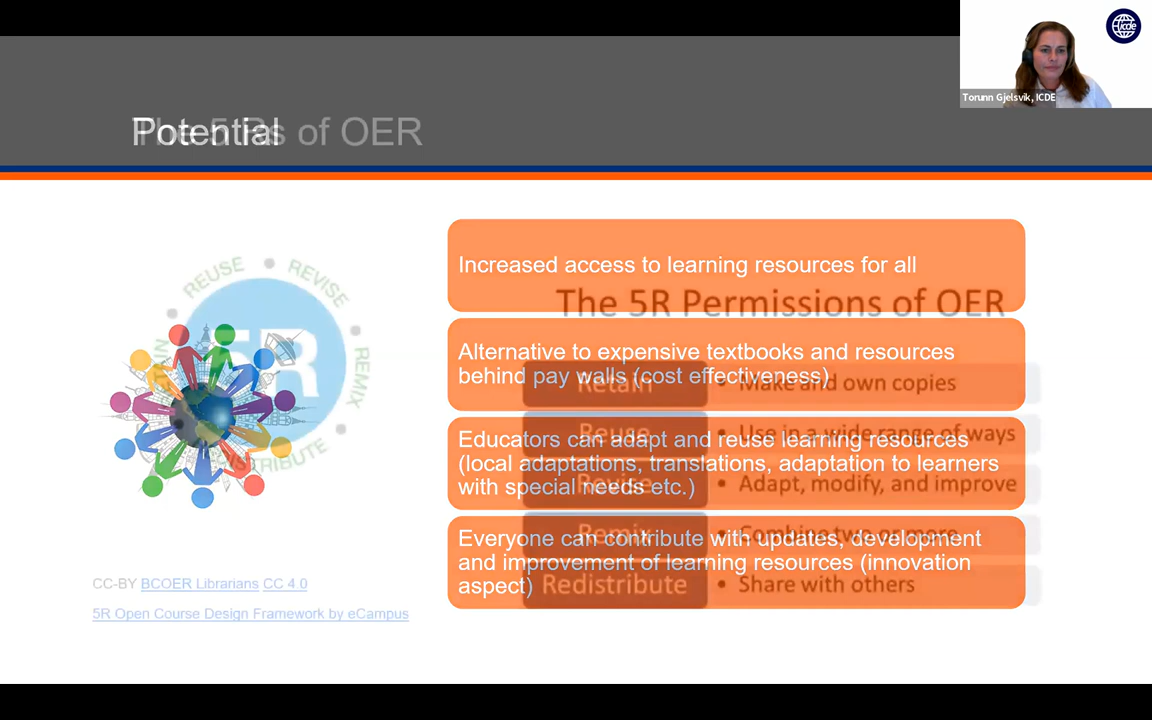 icde
Torunn Gjelsvik, ICDE
Potential
The 5 Rs of OER
REUSE
REVISE
REMIX
5R
Increased access to learning resources for all
The 5R Permissions of OER
Alternative to expensive textbooks and resources
behind pay walls (cost effectiveness)
Retain
• Make and own copies
Educators can adapt and reuse learning resources
(local adaptations, translations, adaptation to learners
with special needs etc.)
Reuse
• Use in a wide range of ways
Revise
• Adapt, modify, and improve
Everyone can contribute with updates, development
and improvement of learning resources (innovation
aspect)
Remix
• Combine two or more
Redistribute
• Share with others
CC-BY BCOER Librarians CC 4.0
5R Open Course Design Framework by eCampus